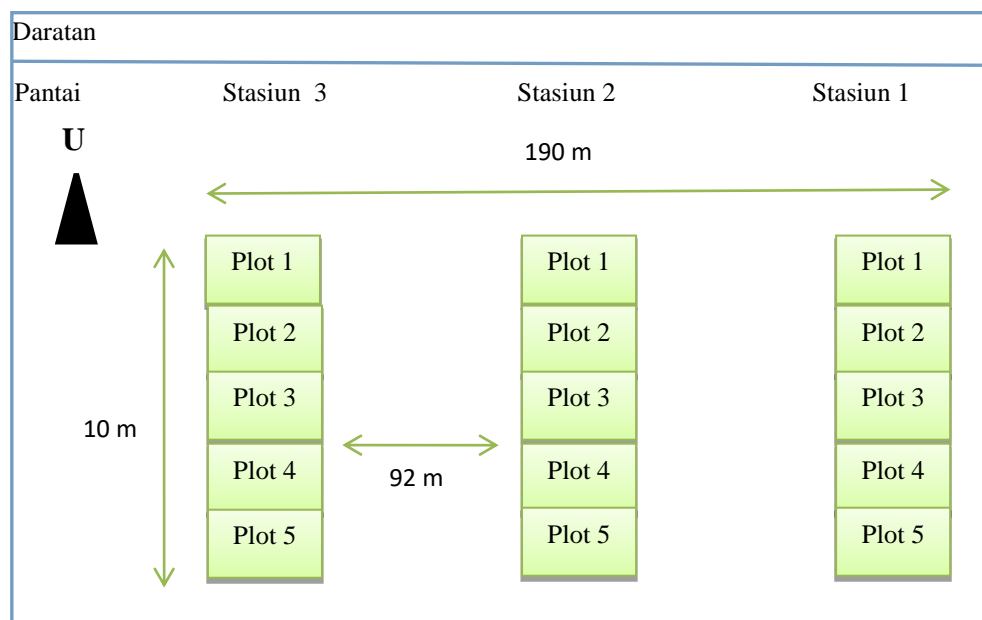 Daratan
Pantai Stasiun 3 Stasiun 2 Stasiun 1
U
190 m
Plot 1 Plot 1 Plot 1
Plot 2 Plot 2 Plot 2
Plot 3 Plot 3 Plot 3
10 m
Plot 4 Plot 4 Plot 4
92 m
Plot 5 Plot 5 Plot 5